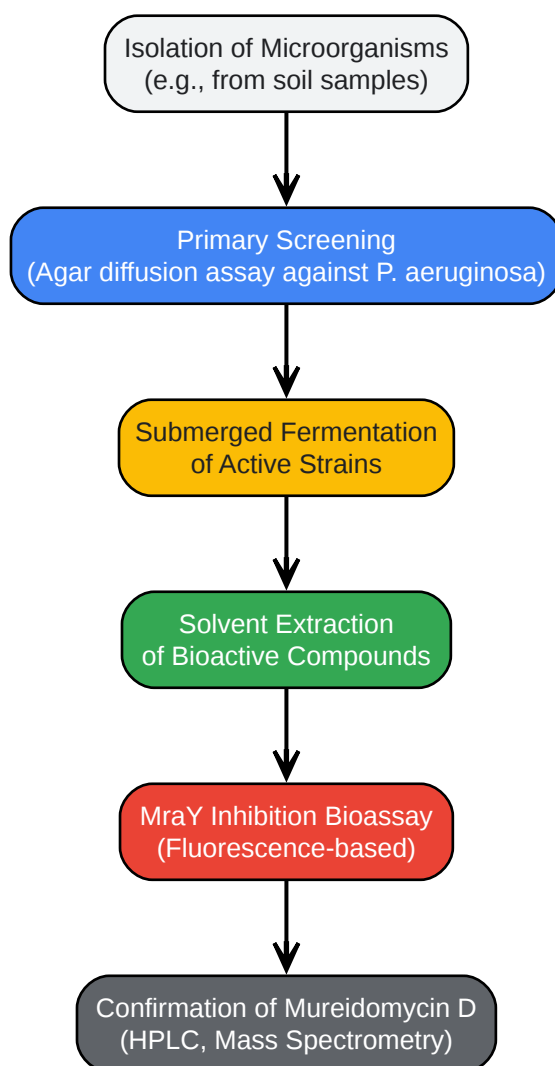 Isolation of Microorganisms
(e.g., from soil samples)
Primary Screening
(Agar diffusion assay against P. aeruginosa)
Submerged Fermentation
of Active Strains
Solvent Extraction
of Bioactive Compounds
MraY Inhibition Bioassay
(Fluorescence-based)
Confirmation of Mureidomycin D
(HPLC, Mass Spectrometry)